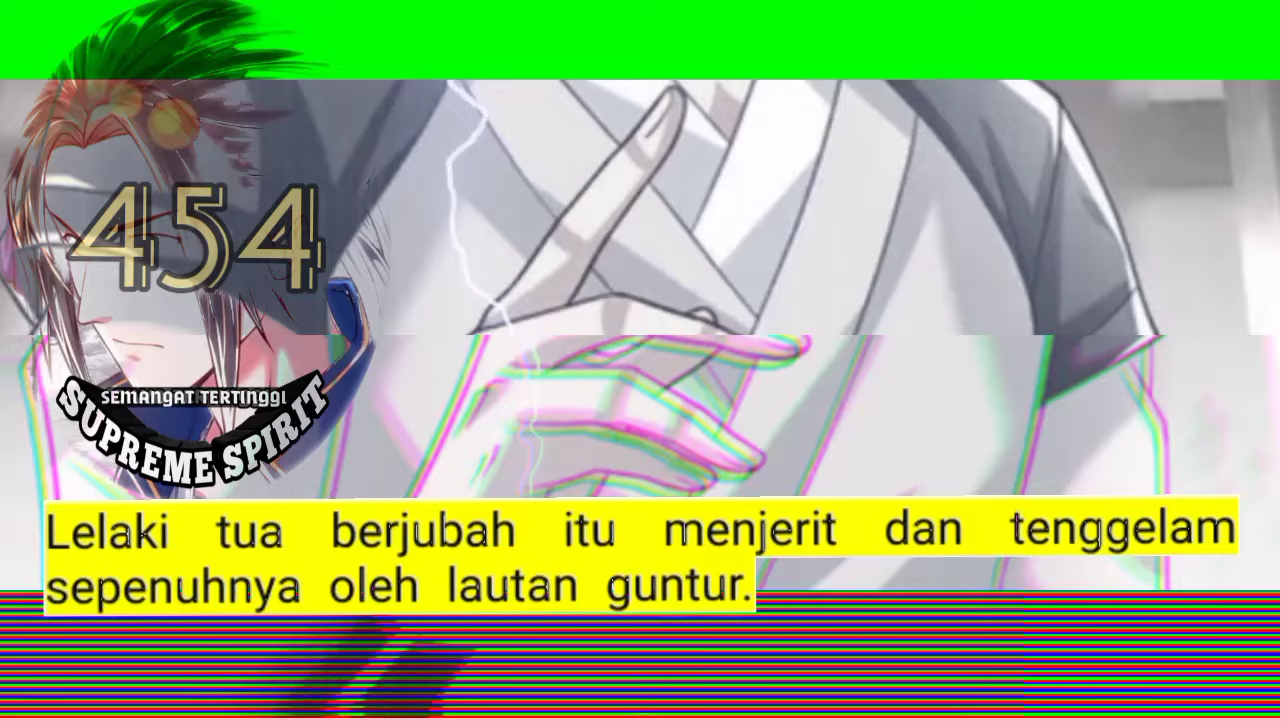 454
SEMANGAT TERTINGGI
SUPREME SPIRIT
Lelaki tua berjubah itu menjerit dan tenggelam
sepenuhnya oleh lautan guntur.